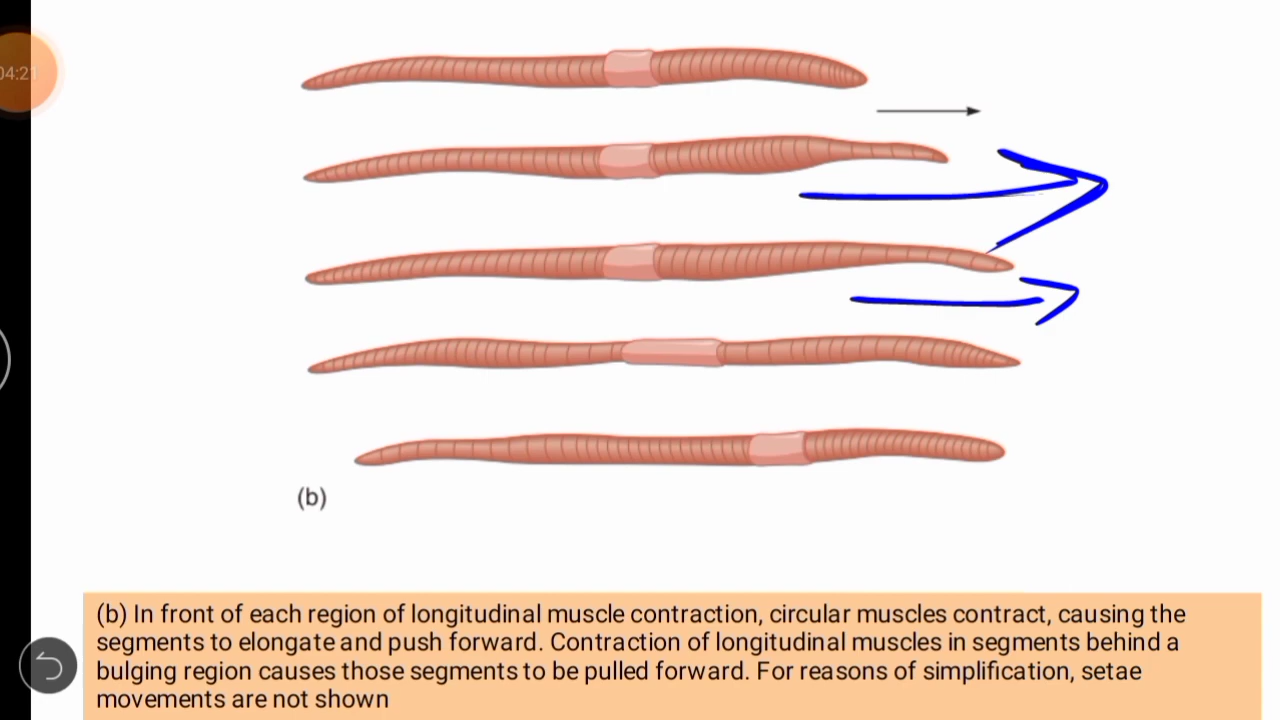 04:21
(b)
(b) In front of each region of longitudinal muscle contraction, circular muscles contract, causing the
segments to elongate and push forward. Contraction of longitudinal muscles in segments behind a
bulging region causes those segments to be pulled forward. For reasons of simplification, setae
movements are not shown